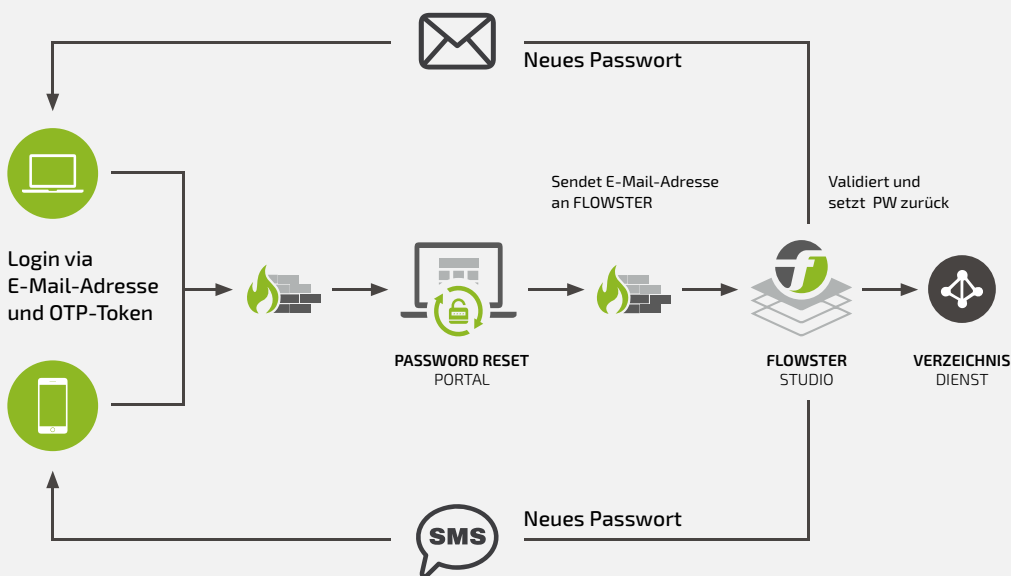 Neues Passwort
Sendet E-Mail-Adresse
an FLOWSTER
Validiert und
setzt PW zurück
Login via
E-Mail-Adresse
und OTP-Token
PASSWORD RESET
PORTAL
f
FLOWSTER
STUDIO
VERZEICHNIS
DIENST
SMS
Neues Passwort